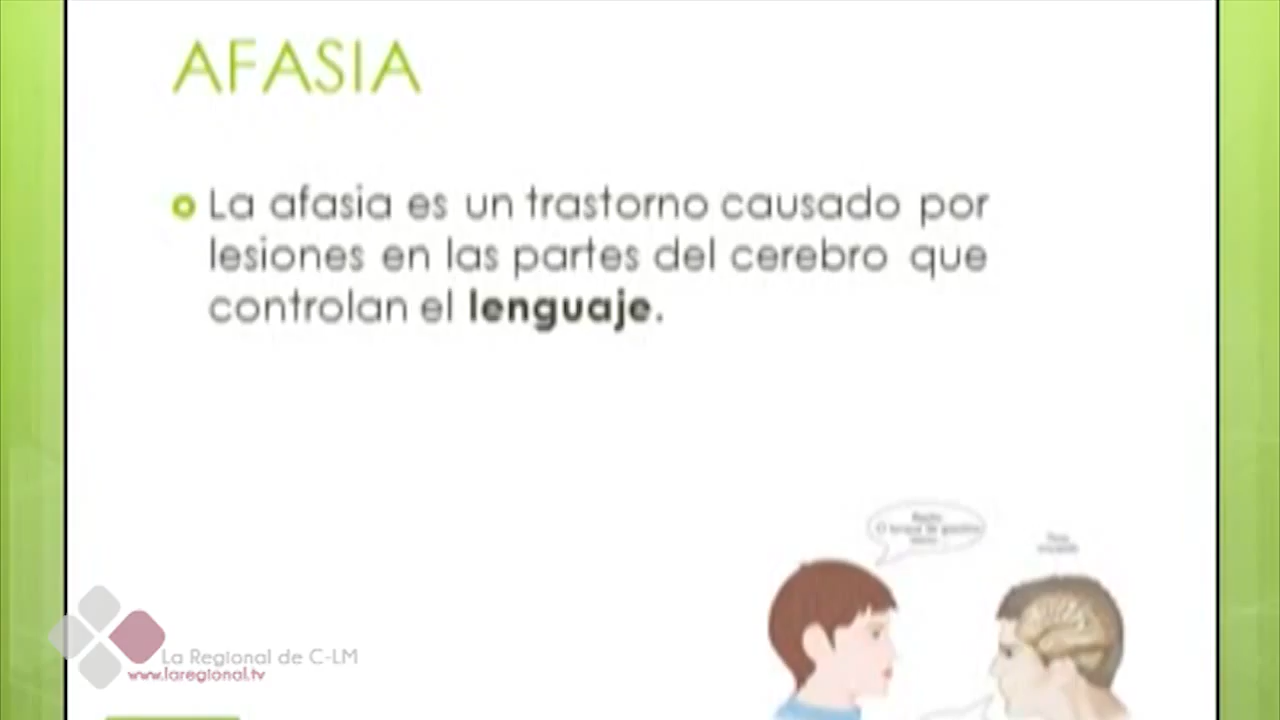 AFASIA
La afasia es un trastorno causado por
lesiones en las partes del cerebro que
controlan el lenguaje.
La Regional de C-LM
www.laregional.tv